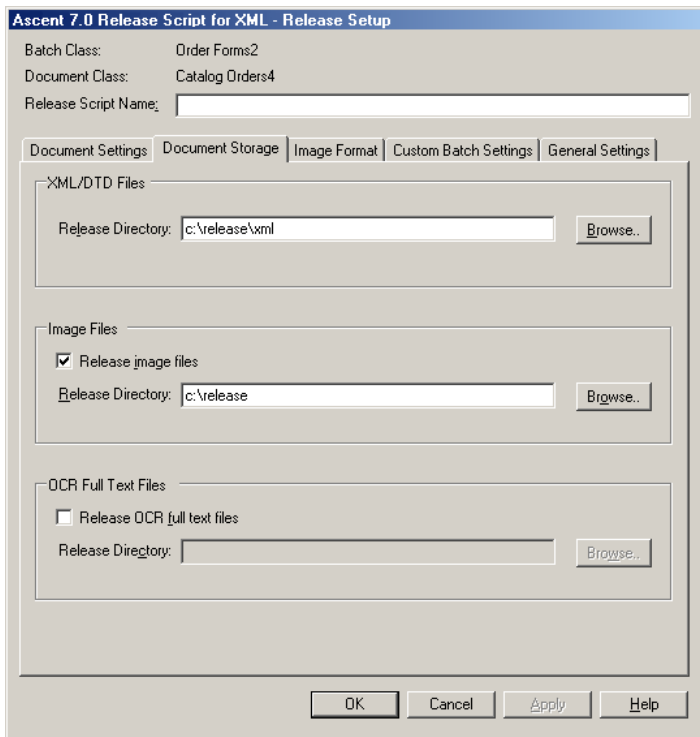 Ascent 7.0 Release Script for XML - Release Setup
Batch Class: Order Forms2
Document Class: Catalog Orders4
Release Script Name:
Document Settings Document Storage Image Format Custom Batch Settings General Settings
XML/DTD Files
Release Directory: c:\release\xml Browse..
Image Files
Release image files
Release Directory: c:\release Browse..
OCR Full Text Files
Release OCR full text files
Release Directory: Browse..
OK Cancel Apply Help